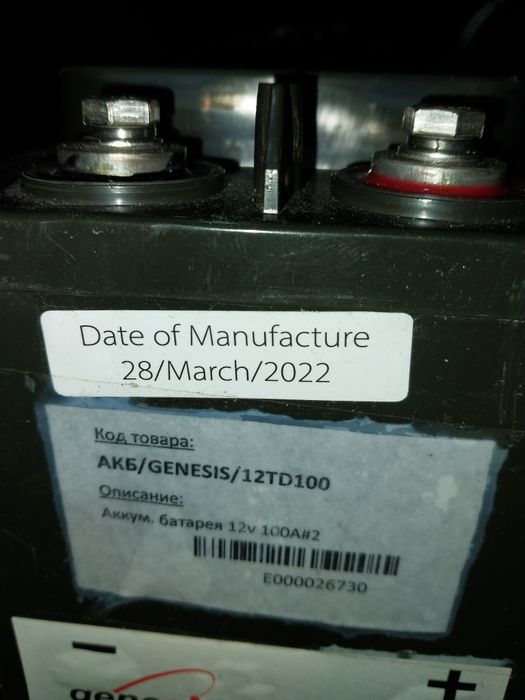 Date of Manufacture
28/March/2022
Код товара:
АКБ/GENESIS/12TD100
Описание:
Аккум. батарея 12v 100A#2
E000026730
− +